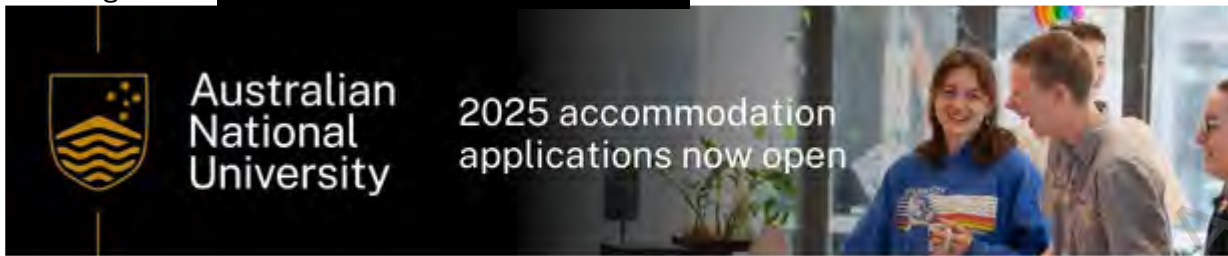 Australian
National
University
2025 accommodation
applications now open